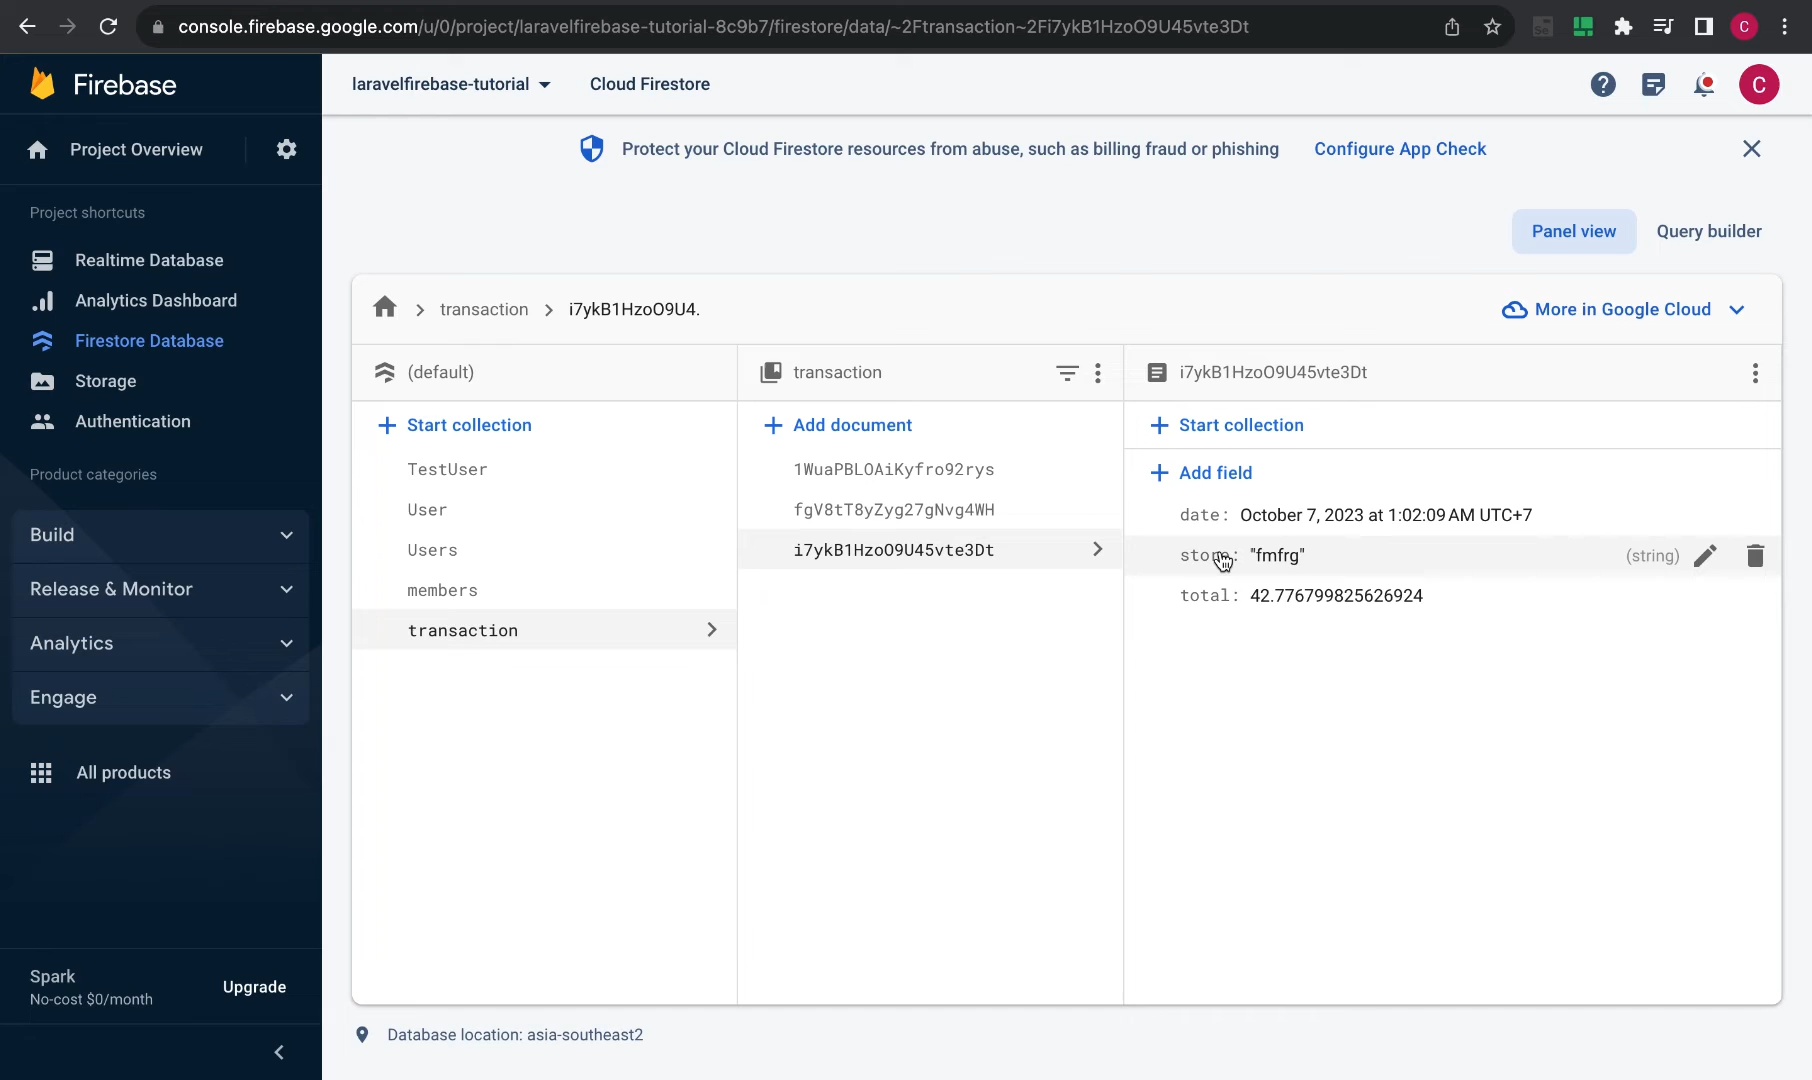 console.firebase.google.com/u/0/project/laravelfirebase-tutorial-8c9b7/firestore/data/~2Ftransaction~2Fi7ykB1HzoO9U45vte3Dt
C
Firebase
laravelfirebase-tutorial
Cloud Firestore
C
Project Overview
Protect your Cloud Firestore resources from abuse, such as billing fraud or phishing
Configure App Check
Project shortcuts
Realtime Database
Analytics Dashboard
Firestore Database
Storage
Authentication
Product categories
Build
Release & Monitor
Analytics
Engage
All products
Spark
No-cost $0/month
Upgrade
Panel view
Query builder
transaction
i7ykB1HzoO9U4.
More in Google Cloud
(default)
Start collection
TestUser
User
Users
members
transaction
transaction
Add document
1WuaPBLOAiKyfro92rys
fgV8tT8yZyg27gNvg4WH
i7ykB1HzoO9U45vte3Dt
i7ykB1HzoO9U45vte3Dt
Start collection
Add field
date: October 7, 2023 at 1:02:09 AM UTC+7
store: "fmfrg"
(string)
total: 42.776799825626924
Database location: asia-southeast2